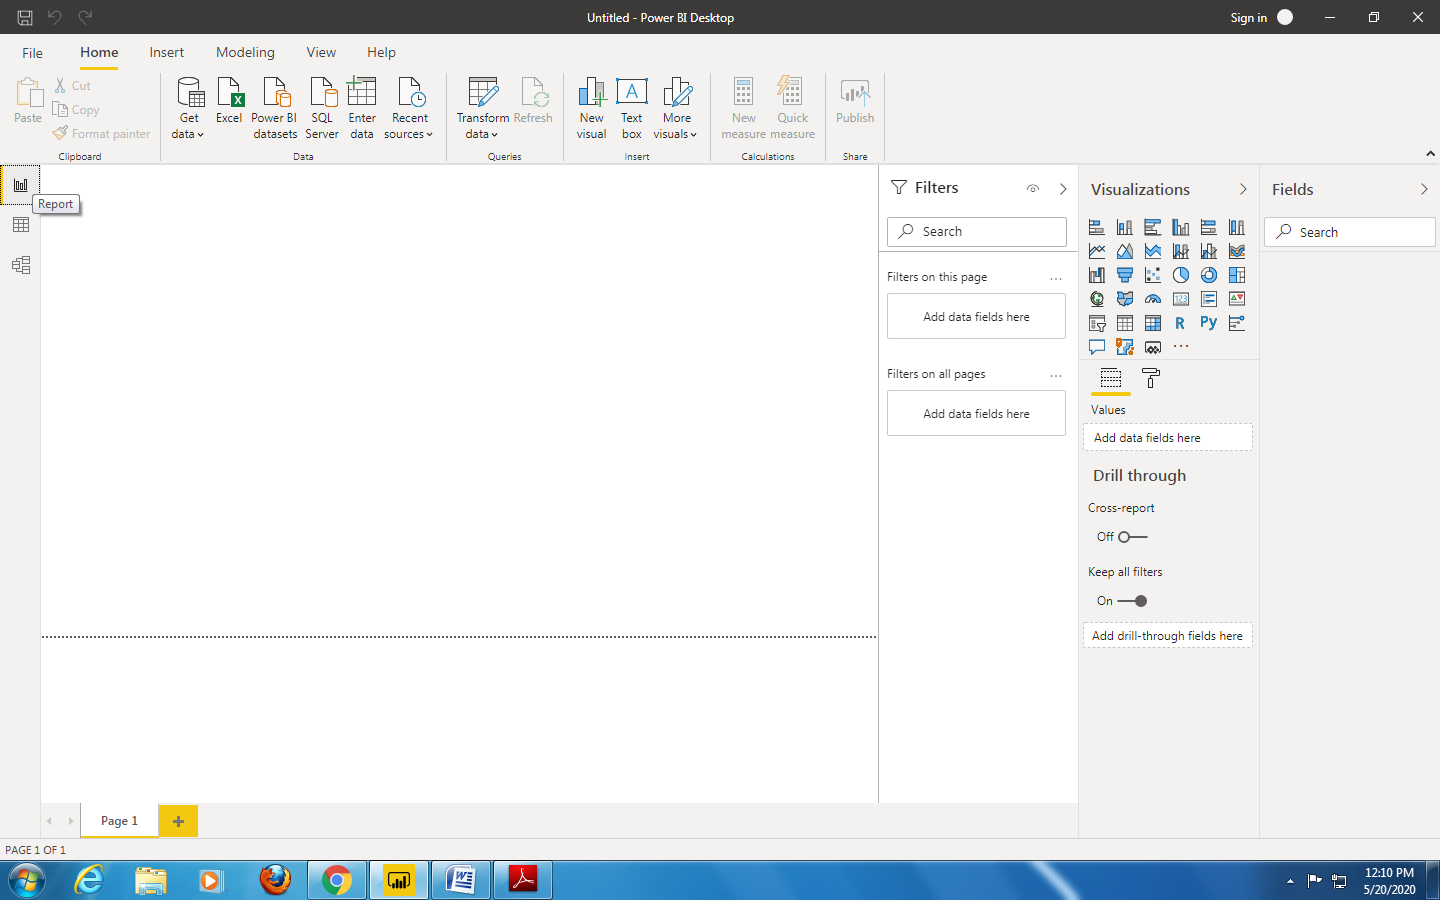 Untitled - Power BI Desktop
Sign in
File Home Insert Modeling View Help
Paste
Cut
Copy
Format painter
Clipboard
Get data
Excel
Power BI datasets
SQL Server
Enter data
Recent sources
Data
Transform data
Refresh
Queries
New visual
A
Text box
More visuals
Insert
New measure
Quick measure
Calculations
Publish
Share
Report
Filters
Search
Filters on this page ...
Add data fields here
Filters on all pages ...
Add data fields here
Visualizations
123
R Py
...
Values
Add data fields here
Drill through
Cross-report
Off
Keep all filters
On
Add drill-through fields here
Fields
Search
Page 1 +
PAGE 1 OF 1
12:10 PM
5/20/2020